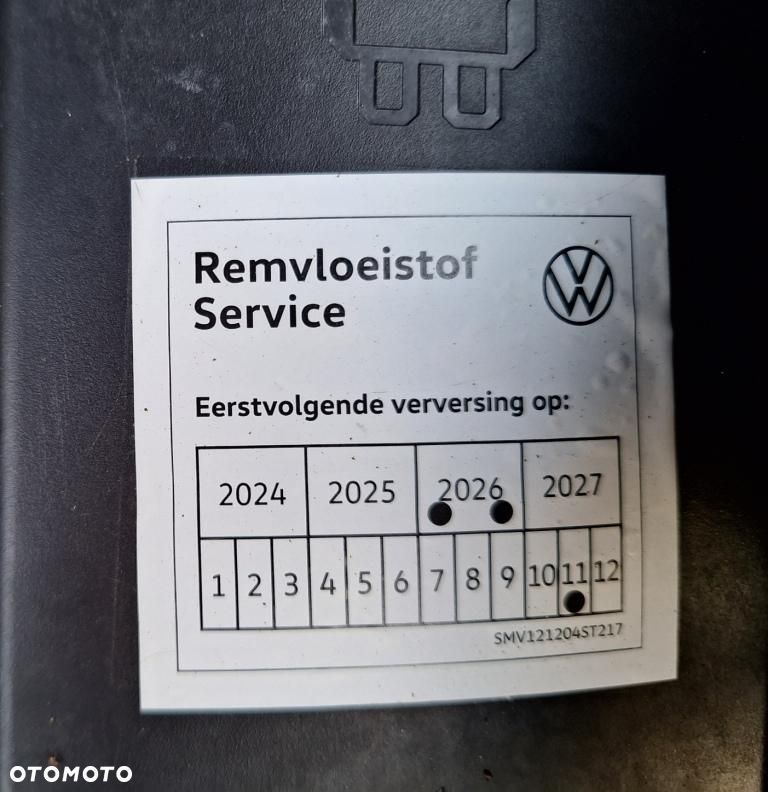 Remvloeistof
Service
Eerstvolgende verversing op:
2024 2025 2026 2027
1 2 3 4 5 6 7 8 9 10 11 12
SMV121204ST217
OTOMOTO